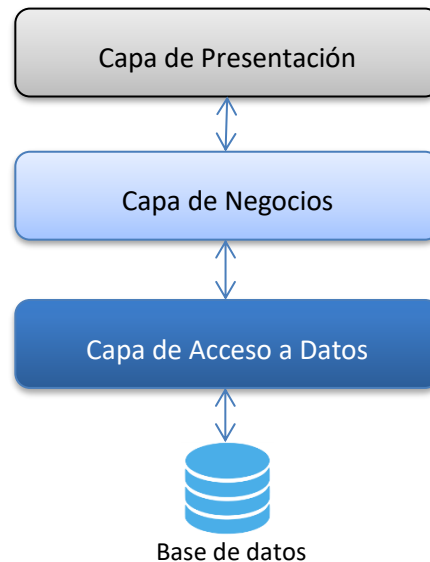 Capa de Presentación
Capa de Negocios
Capa de Acceso a Datos
Base de datos